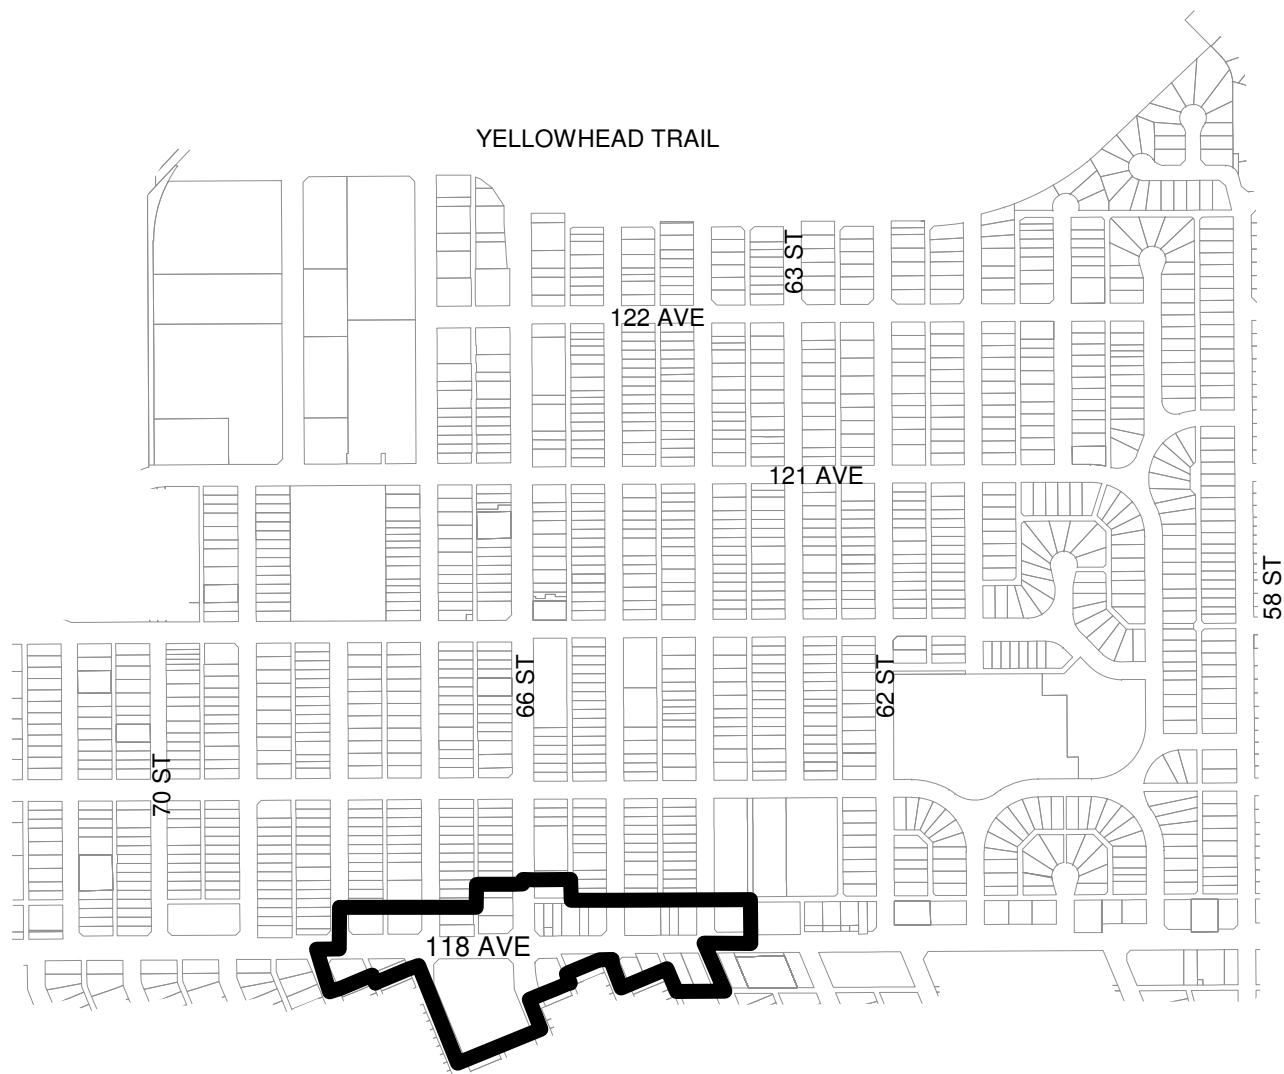 YELLOWHEAD TRAIL
63 ST
122 AVE
121 AVE
58 ST
66 ST
62 ST
70 ST
118 AVE